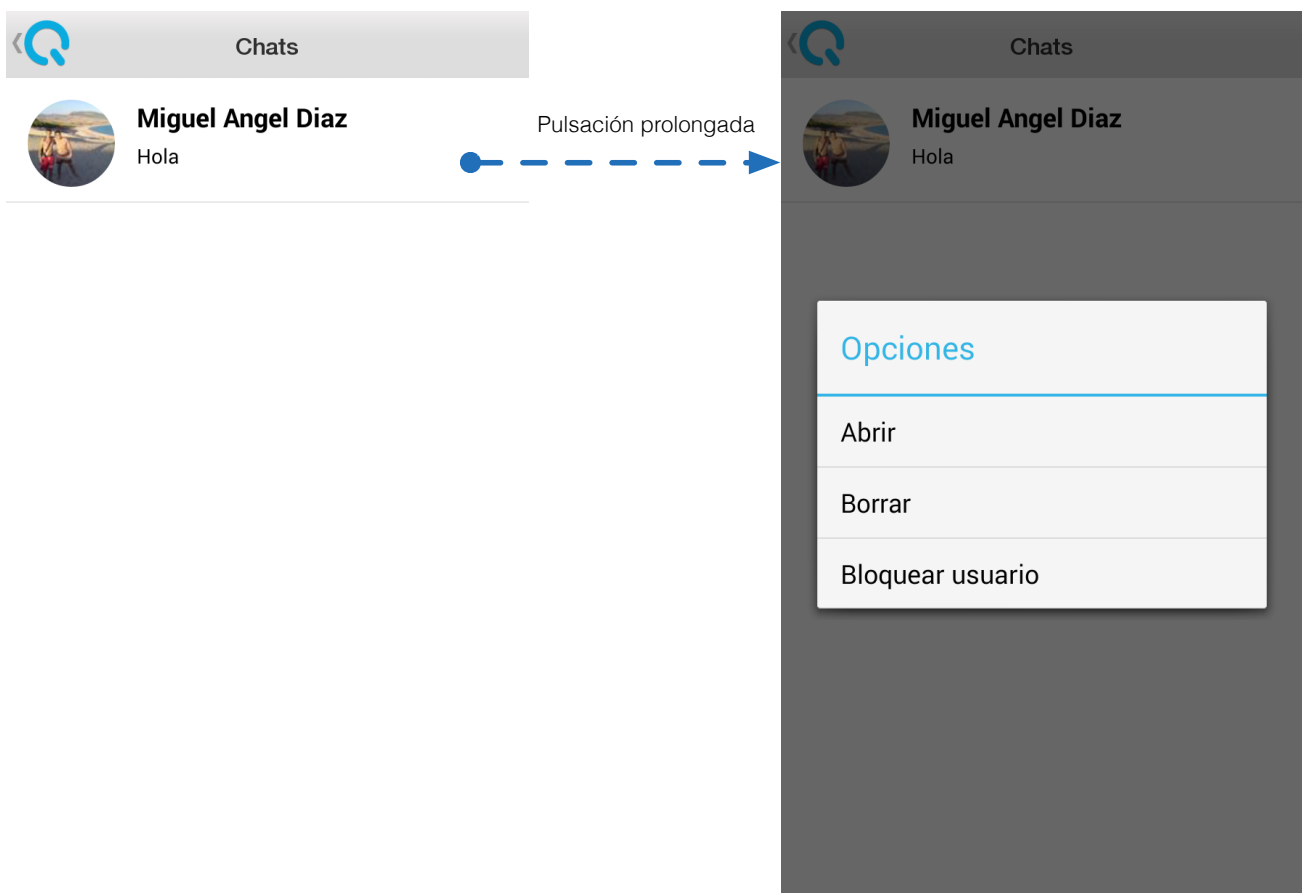 Chats
Miguel Angel Diaz
Hola
Pulsación prolongada
Chats
Miguel Angel Diaz
Hola
Opciones
Abrir
Borrar
Bloquear usuario